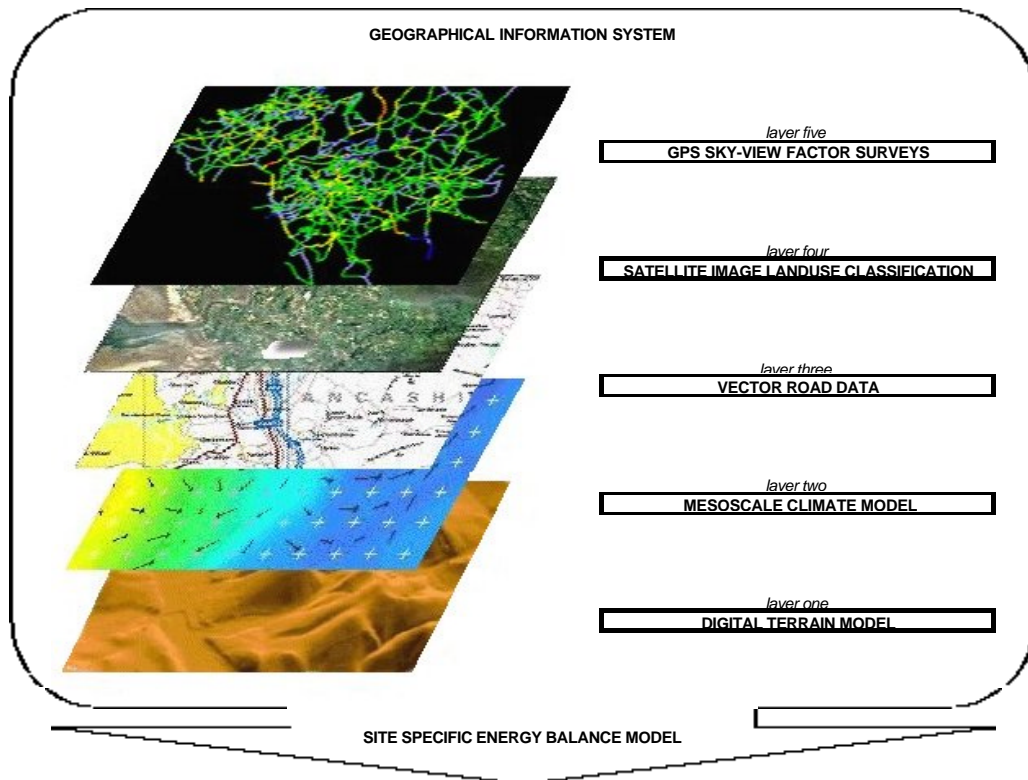 GEOGRAPHICAL INFORMATION SYSTEM
layer five
GPS SKY-VIEW FACTOR SURVEYS
layer four
SATELLITE IMAGE LANDUSE CLASSIFICATION
layer three
VECTOR ROAD DATA
ANCASHI
layer two
MESOSCALE CLIMATE MODEL
layer one
DIGITAL TERRAIN MODEL
SITE SPECIFIC ENERGY BALANCE MODEL